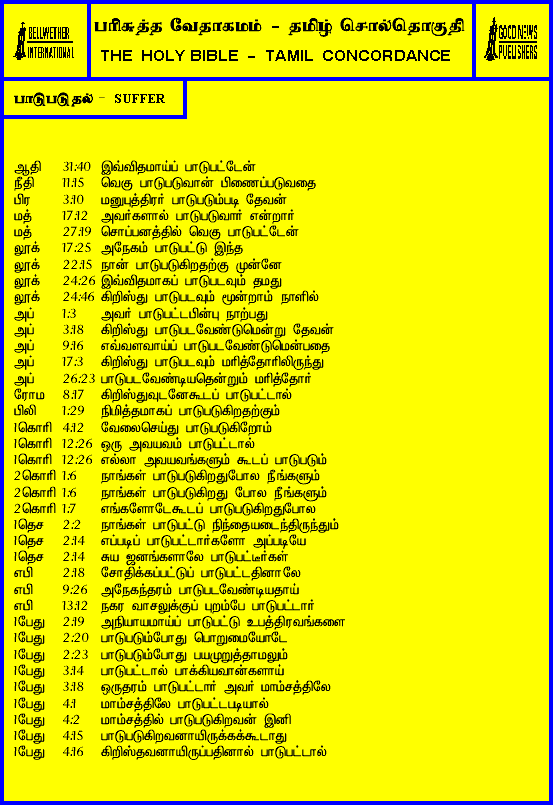 BELLWETHER INTERNATIONAL
பரிசுத்த வேதாகமம் - தமிழ் சொல்தொகுதி
THE HOLY BIBLE - TAMIL CONCORDANCE
GOOD NEWS PUBLISHERS
பாடுபடுதல் - SUFFER
ஆதி 31:40 இவ்விதமாய்ப் பாடுபட்டேன்
நீதி 11:15 வெகு பாடுபடுவான் பிணைப்படுவதை
பிர 3:10 மனுபுத்திரர் பாடுபடும்படி தேவன்
மத் 17:12 அவர்களால் பாடுபடுவார் என்றார்
மத் 27:19 சொப்பனத்தில் வெகு பாடுபட்டேன்
லூக் 17:25 அநேகம் பாடுபட்டு இந்த
லூக் 22:15 நான் பாடுபடுகிறதற்கு முன்னே
லூக் 24:26 இவ்விதமாகப் பாடுபடவும் தமது
லூக் 24:46 கிறிஸ்து பாடுபடவும் மூன்றாம் நாளில்
அப் 1:3 அவர் பாடுபட்டபின்பு நாற்பது
அப் 3:18 கிறிஸ்து பாடுபடவேண்டுமென்று தேவன்
அப் 9:16 எவ்வளவாய்ப் பாடுபடவேண்டுமென்பதை
அப் 17:3 கிறிஸ்து பாடுபடவும் மரித்தோரிலிருந்து
அப் 26:23 பாடுபடவேண்டியதென்றும் மரித்தோர்
ரோம 8:17 கிறிஸ்துவுடனேகூடப் பாடுபட்டால்
பிலி 1:29 நிமித்தமாகப் பாடுபடுகிறதற்கும்
1கொரி 4:12 வேலைசெய்து பாடுபடுகிறோம்
1கொரி 12:26 ஒரு அவயவம் பாடுபட்டால்
1கொரி 12:26 எல்லா அவயவங்களும் கூடப் பாடுபடும்
2கொரி 1:6 நாங்கள் பாடுபடுகிறதுபோல நீங்களும்
2கொரி 1:6 நாங்கள் பாடுபடுகிறது போல நீங்களும்
2கொரி 1:7 எங்களோடேகூடப் பாடுபடுகிறதுபோல
1தெச 2:2 நாங்கள் பாடுபட்டு நிந்தையடைந்திருந்தும்
1தெச 2:14 எப்படிப் பாடுபட்டார்களோ அப்படியே
1தெச 2:14 சுய ஜனங்களாலே பாடுபட்டீர்கள்
எபி 2:18 சோதிக்கப்பட்டுப் பாடுபட்டதினாலே
எபி 9:26 அநேகந்தரம் பாடுபடவேண்டியதாய்
எபி 13:12 நகர வாசலுக்குப் புறம்பே பாடுபட்டார்
1பேது 2:19 அநியாயமாய்ப் பாடுபட்டு உபத்திரவங்களை
1பேது 2:20 பாடுபடும்போது பொறுமையோடே
1பேது 2:23 பாடுபடும்போது பயமுறுத்தாமலும்
1பேது 3:14 பாடுபட்டால் பாக்கியவான்களாய்
1பேது 3:18 ஒருதரம் பாடுபட்டார் அவர் மாம்சத்திலே
1பேது 4:1 மாம்சத்திலே பாடுபட்டபடியால்
1பேது 4:2 மாம்சத்தில் பாடுபடுகிறவன் இனி
1பேது 4:15 பாடுபடுகிறவனாயிருக்கக்கூடாது
1பேது 4:16 கிறிஸ்தவனாயிருப்பதினால் பாடுபட்டால்